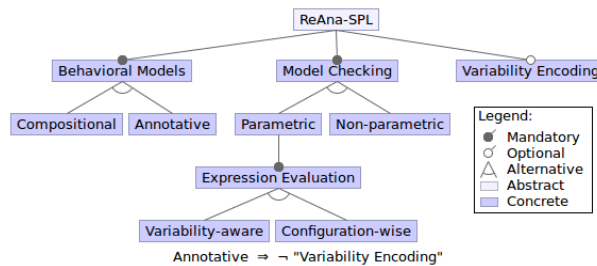 ReAna-SPL
Behavioral Models Model Checking Variability Encoding
Compositional Annotative Parametric Non-parametric
Expression Evaluation
Variability-aware Configuration-wise
Annotative ⇒ ¬ "Variability Encoding"
Legend:
Mandatory
Optional
Alternative
Abstract
Concrete